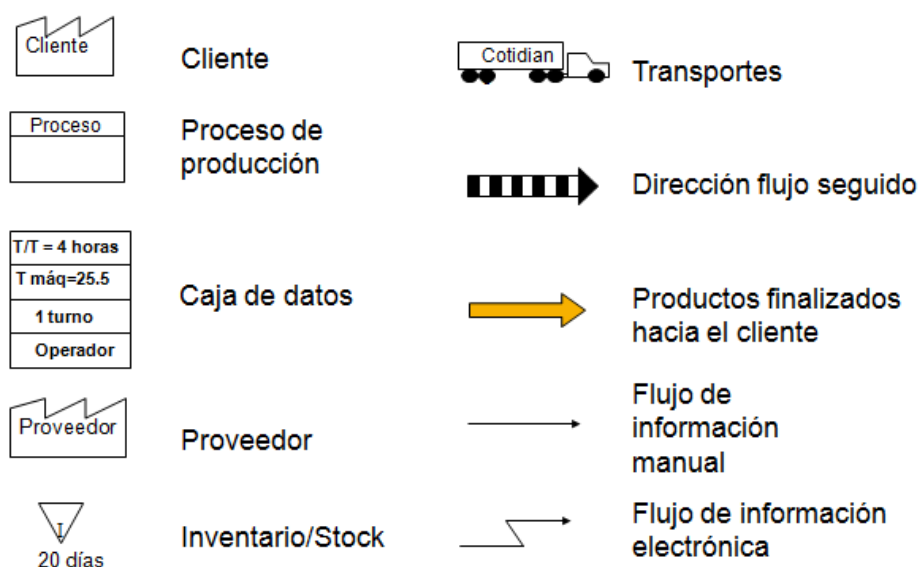 Cliente
Cliente
Cotidian
Transportes
Proceso
Proceso de
producción
Dirección flujo seguido
T/T = 4 horas
T máq=25.5
1 turno
Operador
Caja de datos
Productos finalizados
hacia el cliente
Proveedor
Proveedor
Flujo de
información
manual
I
20 días
Inventario/Stock
Flujo de información
electrónica